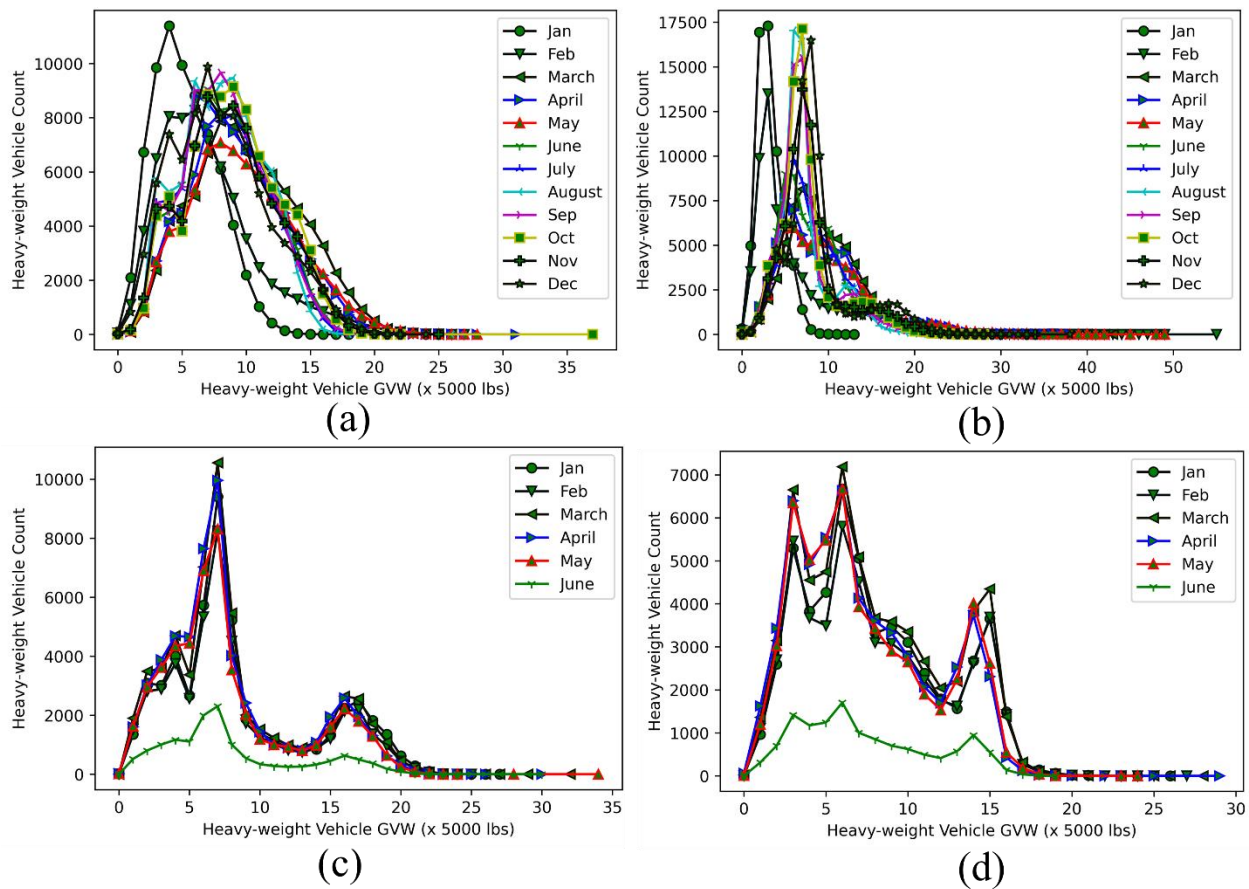 10000
8000
6000
4000
2000
0
Heavy-weight Vehicle Count
Jan
Feb
March
April
May
June
July
August
Sep
Oct
Nov
Dec
0 5 10 15 20 25 30 35
Heavy-weight Vehicle GVW (x 5000 lbs)
(a)
17500
15000
12500
10000
7500
5000
2500
0
Heavy-weight Vehicle Count
Jan
Feb
March
April
May
June
July
August
Sep
Oct
Nov
Dec
0 10 20 30 40 50
Heavy-weight Vehicle GVW (x 5000 lbs)
(b)
10000
8000
6000
4000
2000
0
Heavy-weight Vehicle Count
Jan
Feb
March
April
May
June
0 5 10 15 20 25 30 35
Heavy-weight Vehicle GVW (x 5000 lbs)
(c)
7000
6000
5000
4000
3000
2000
1000
0
Heavy-weight Vehicle Count
Jan
Feb
March
April
May
June
0 5 10 15 20 25 30
Heavy-weight Vehicle GVW (x 5000 lbs)
(d)